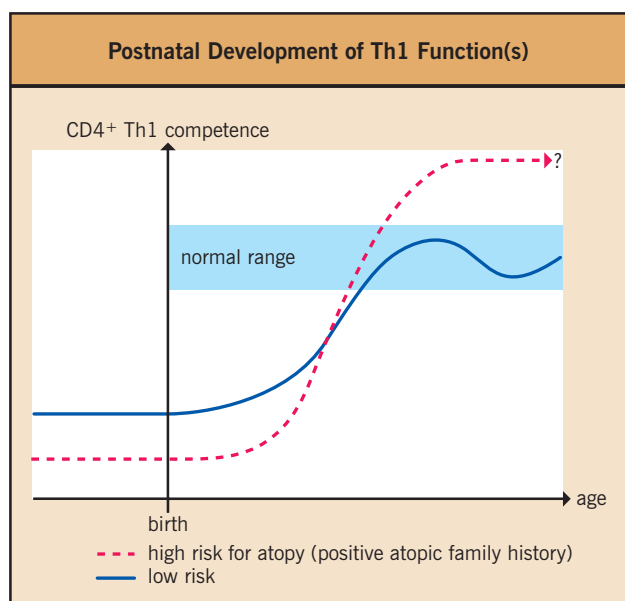 Postnatal Development of Th1 Function(s)
CD4+ Th1 competence
?
normal range
age
birth
high risk for atopy (positive atopic family history)
low risk